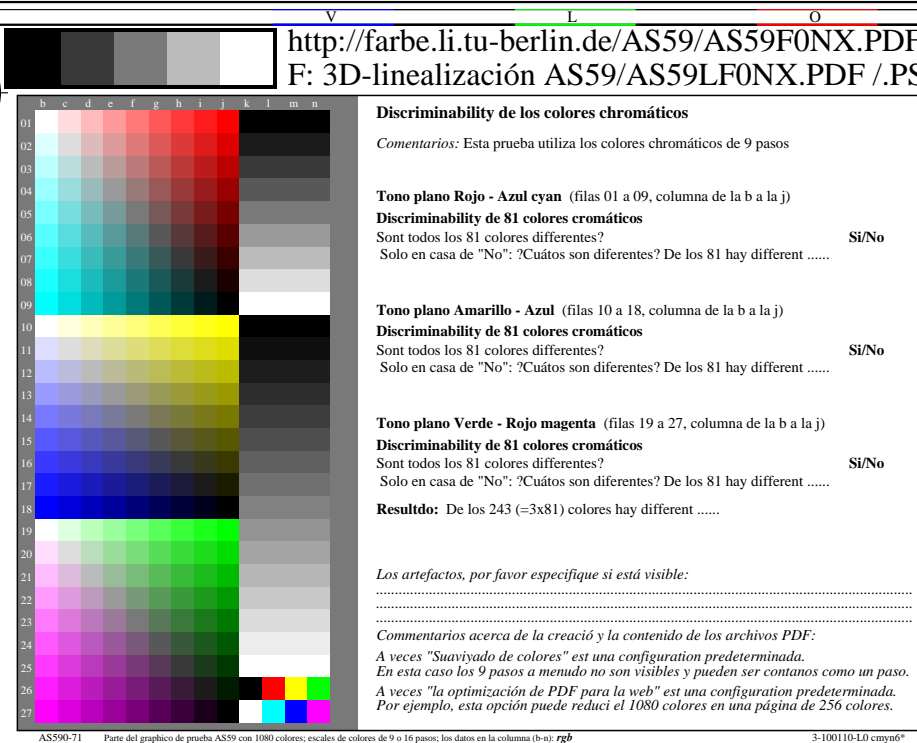 V L O
http://farbe.li.tu-berlin.de/AS59/AS59F0NX.PDF
F: 3D-linealización AS59/AS59LF0NX.PDF /.PS
b c d e f g h i j k l m n
01
02
03
04
05
06
07
08
09
10
11
12
13
14
15
16
17
18
19
20
21
22
23
24
25
26
27
Discriminability de los colores chromáticos
Comentarios: Esta prueba utiliza los colores chromáticos de 9 pasos
Tono plano Rojo - Azul cyan (filas 01 a 09, columna de la b a la j)
Discriminability de 81 colores cromáticos
Sont todos los 81 colores differentes? Si/No
Solo en casa de "No": ?Cuátos son diferentes? De los 81 hay different ......
Tono plano Amarillo - Azul (filas 10 a 18, columna de la b a la j)
Discriminability de 81 colores cromáticos
Sont todos los 81 colores differentes? Si/No
Solo en casa de "No": ?Cuátos son diferentes? De los 81 hay different ......
Tono plano Verde - Rojo magenta (filas 19 a 27, columna de la b a la j)
Discriminability de 81 colores cromáticos
Sont todos los 81 colores differentes? Si/No
Solo en casa de "No": ?Cuátos son diferentes? De los 81 hay different ......
Resultdo: De los 243 (=3x81) colores hay different ......
Los artefactos, por favor especifique si está visible:
Commentarios acerca de la creació y la contenido de los archivos PDF:
A veces "Suaviyado de colores" est una configuration predeterminada.
En esta caso los 9 pasos a menudo no son visibles y pueden ser contanos como un paso.
A veces "la optimización de PDF para la web" est una configuration predeterminada.
Por ejemplo, esta opción puede reduci el 1080 colores en una página de 256 colores.
AS590-71 Parte del graphico de prueba AS59 con 1080 colores; escales de colores de 9 o 16 pasos; los datos en la columna (b-n): rgb 3-100110-L0 cmyn6*